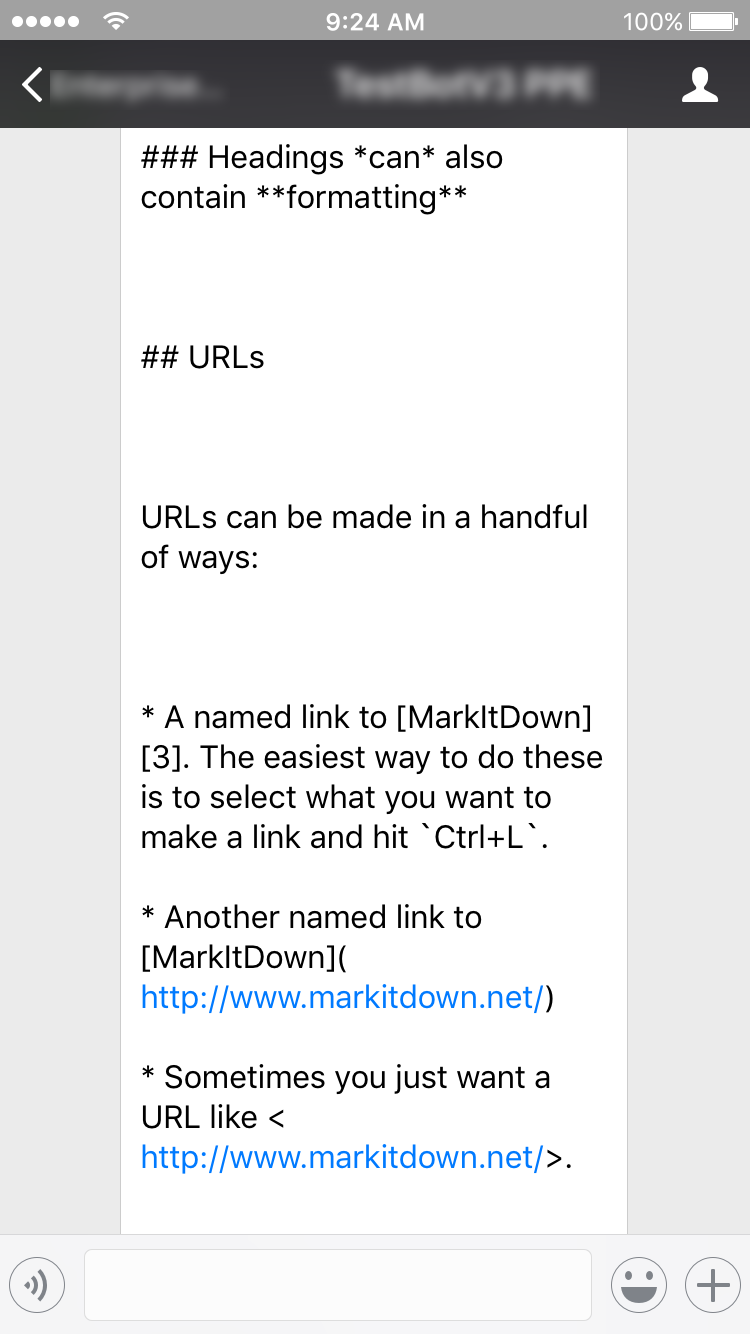 9:24 AM
100%
### Headings *can* also
contain **formatting**
## URLs
URLs can be made in a handful
of ways:
* A named link to [MarkItDown]
[3]. The easiest way to do these
is to select what you want to
make a link and hit `Ctrl+L`.
* Another named link to
[MarkItDown](
http://www.markitdown.net/)
* Sometimes you just want a
URL like <
http://www.markitdown.net/>.